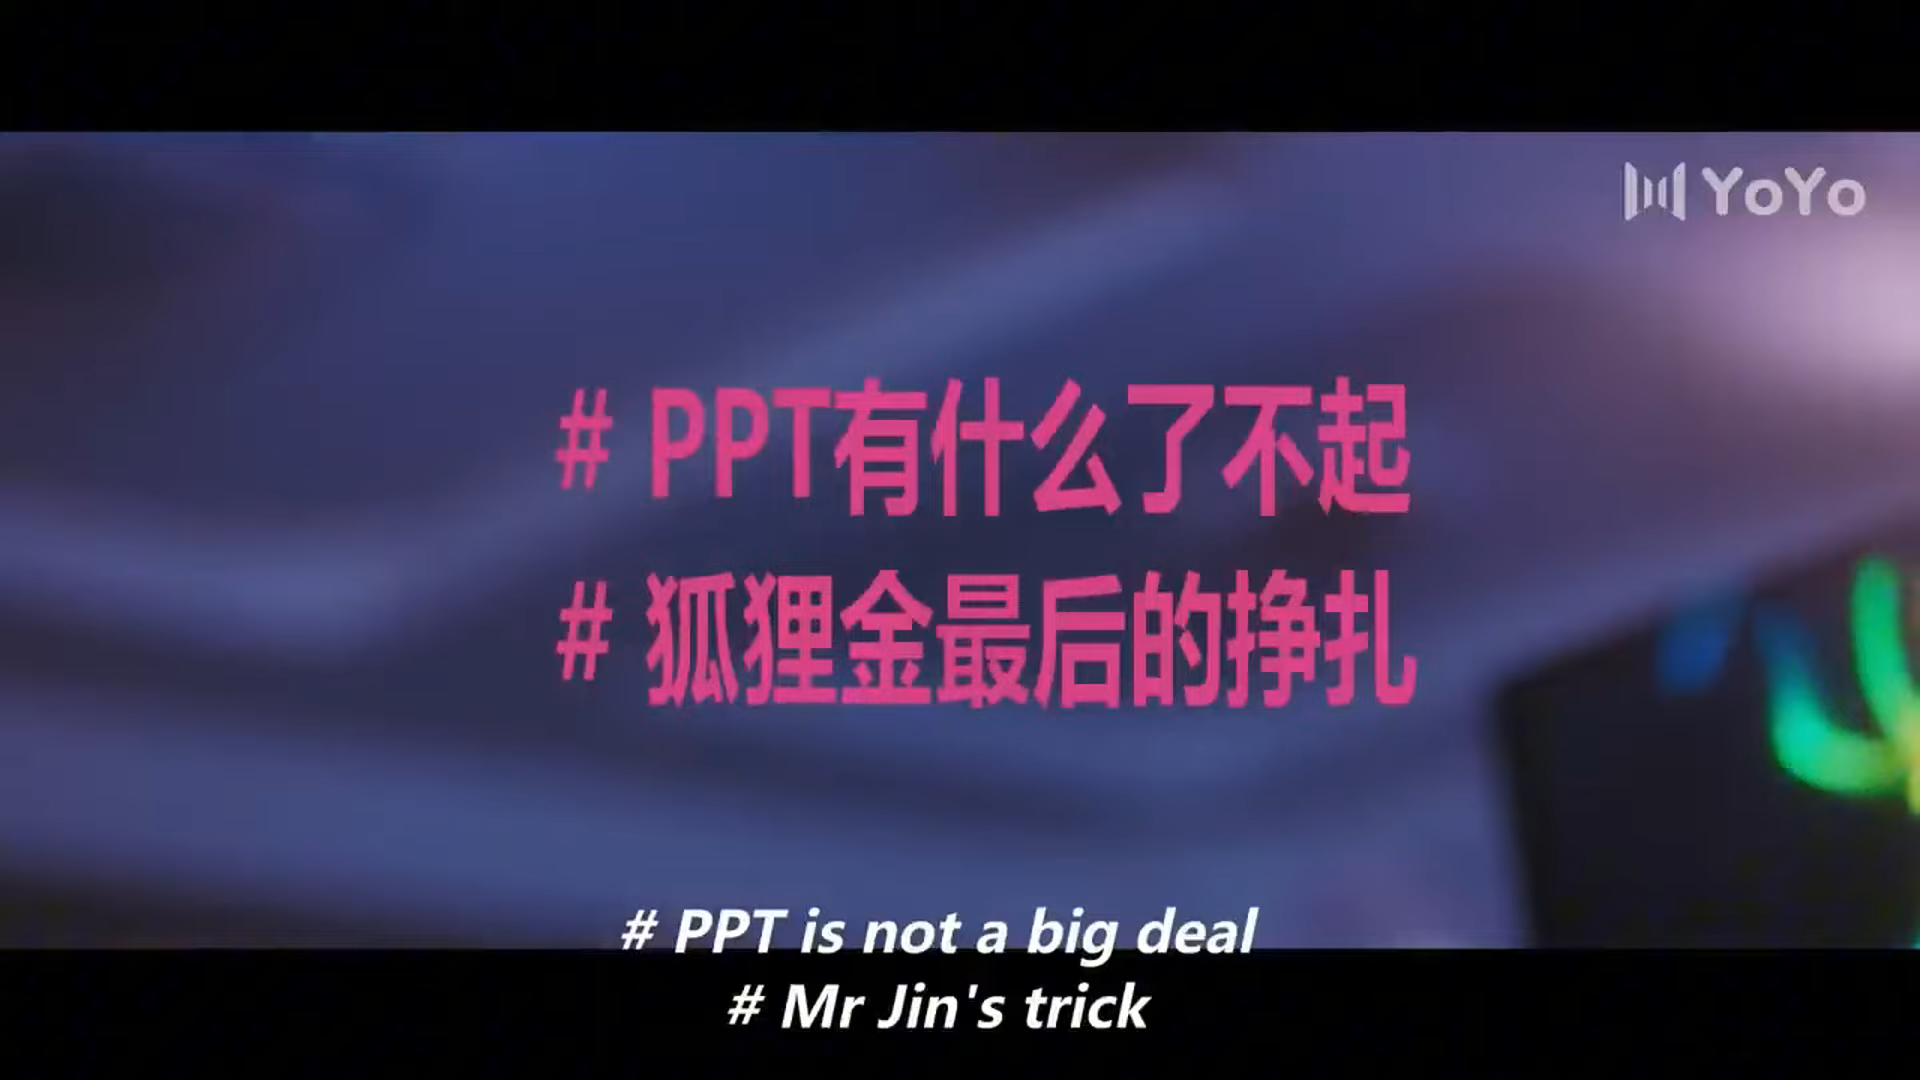 YoYo
# PPT有什么了不起
# 狐狸金最后的挣扎
# PPT is not a big deal
# Mr Jin's trick